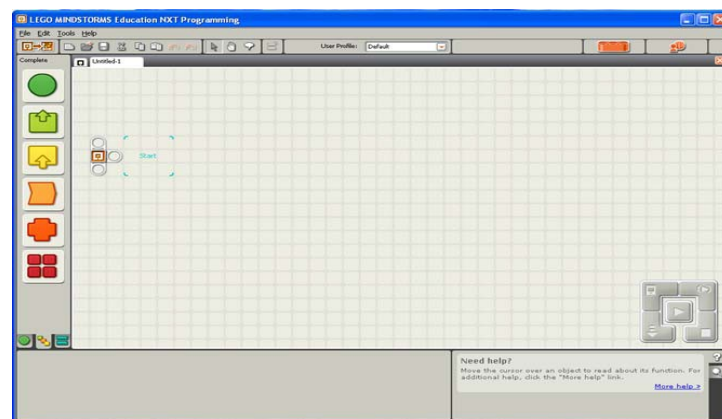 LEGO MINDSTORMS Education NXT Programming
File Edit Tools Help
User Profile: Default
Complete
Untitled-1
Start
Need help?
Move the cursor over an object to read about its function. For
additional help, click the "More help" link.
More help >